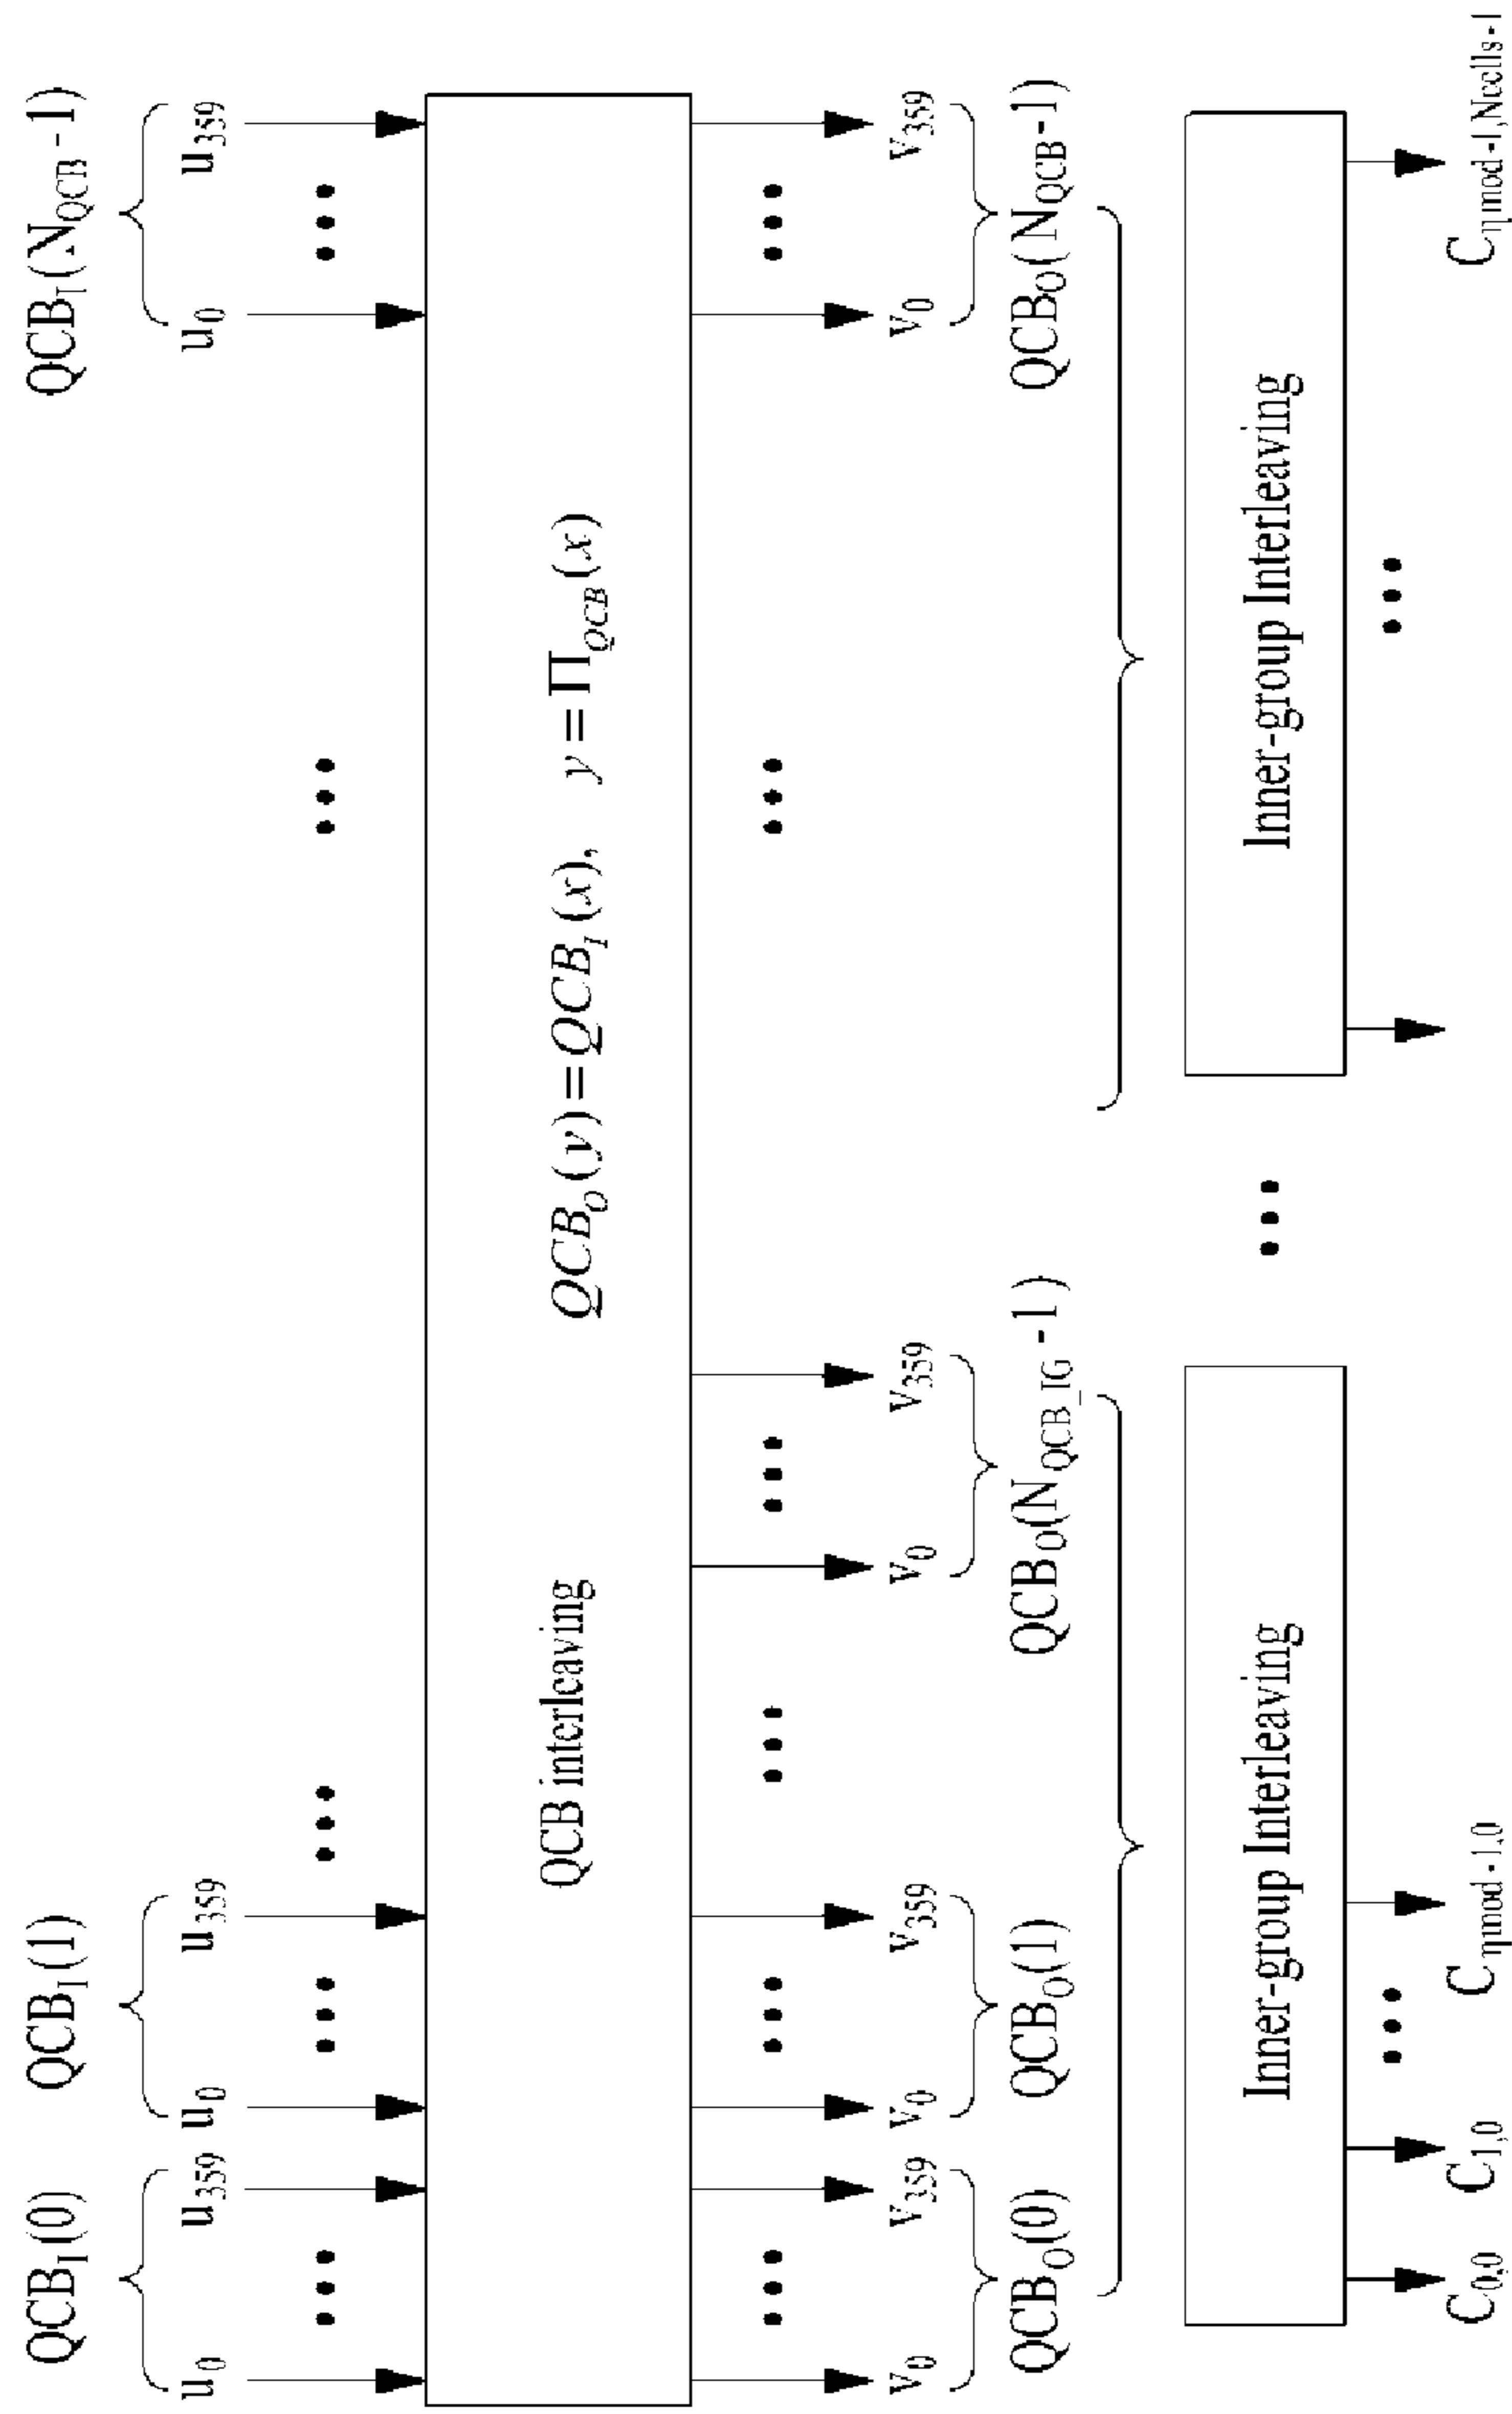 QCB_I(0) QCB_I(1) QCB_I(N_QCB-1)
u_0 u_359 u_0 u_359 u_0 u_359
QCB interleaving QCB_O(y)=QCB_I(x), y=Π_QCB(x)
v_0 v_359 v_0 v_359 v_0 v_359 v_0 v_359
QCB_O(0) QCB_O(1) QCB_O(N_QCB_IG-1) QCB_O(N_QCB-1)
Inner-group Interleaving Inner-group Interleaving
C_0,0 C_1,0 C_ηmod-1,0 C_ηmod-1,Ncells-1